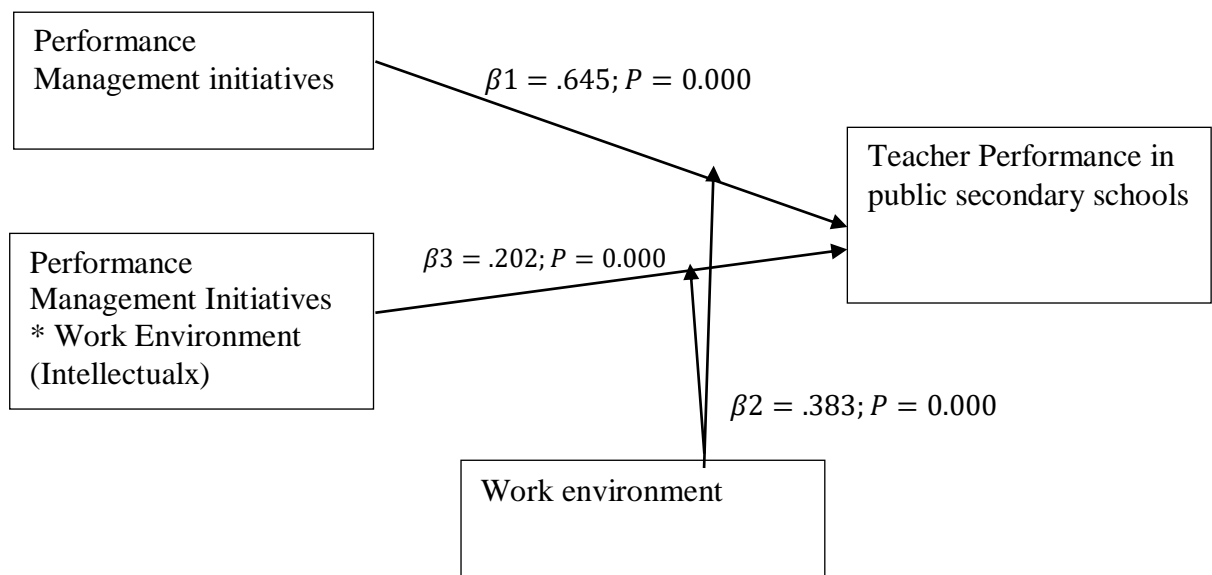 Performance
Management initiatives
𝛽1 = .645; 𝑃 = 0.000
Teacher Performance in
public secondary schools
Performance
Management Initiatives
* Work Environment
(Intellectualx)
𝛽3 = .202; 𝑃 = 0.000
𝛽2 = .383; 𝑃 = 0.000
Work environment